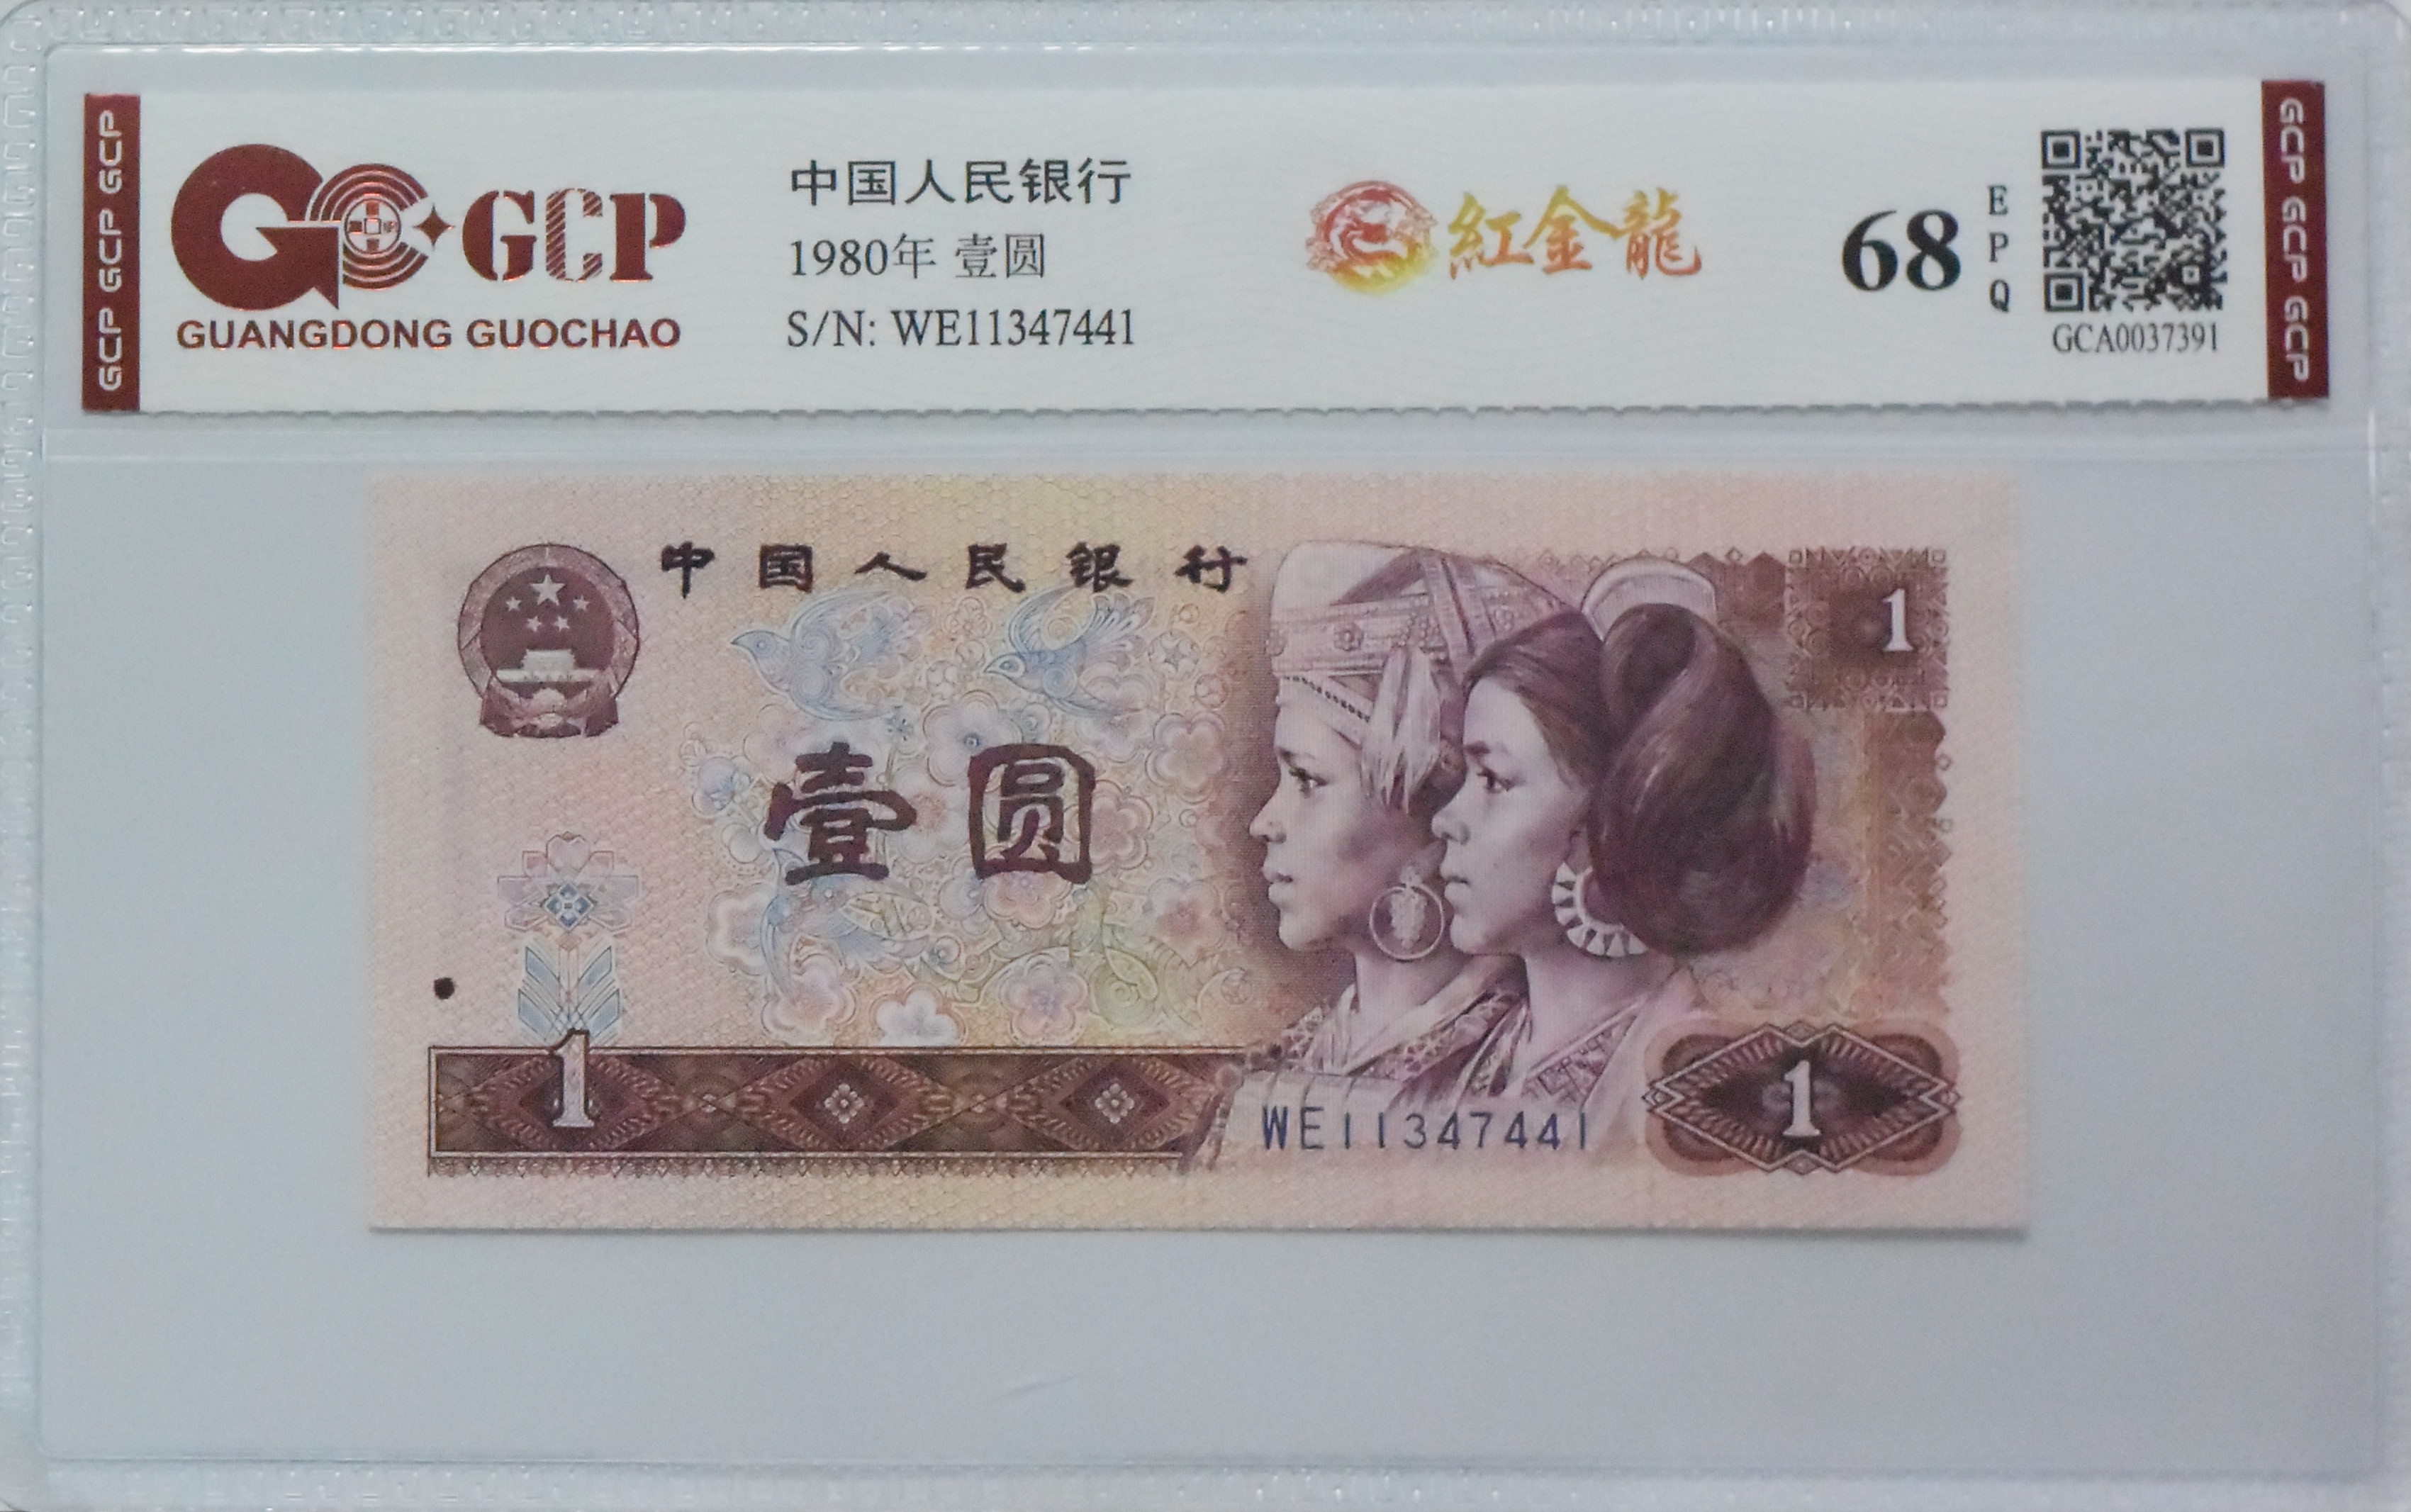 GCP GCP GCP
GCP
GUANGDONG GUOCHAO
中国人民银行
1980年 壹圆
S/N: WE11347441
紅金龍
68
EPQ
GCA0037391
GCP GCP GCP
中国人民银行
1
壹圆
1
WE11347441
1